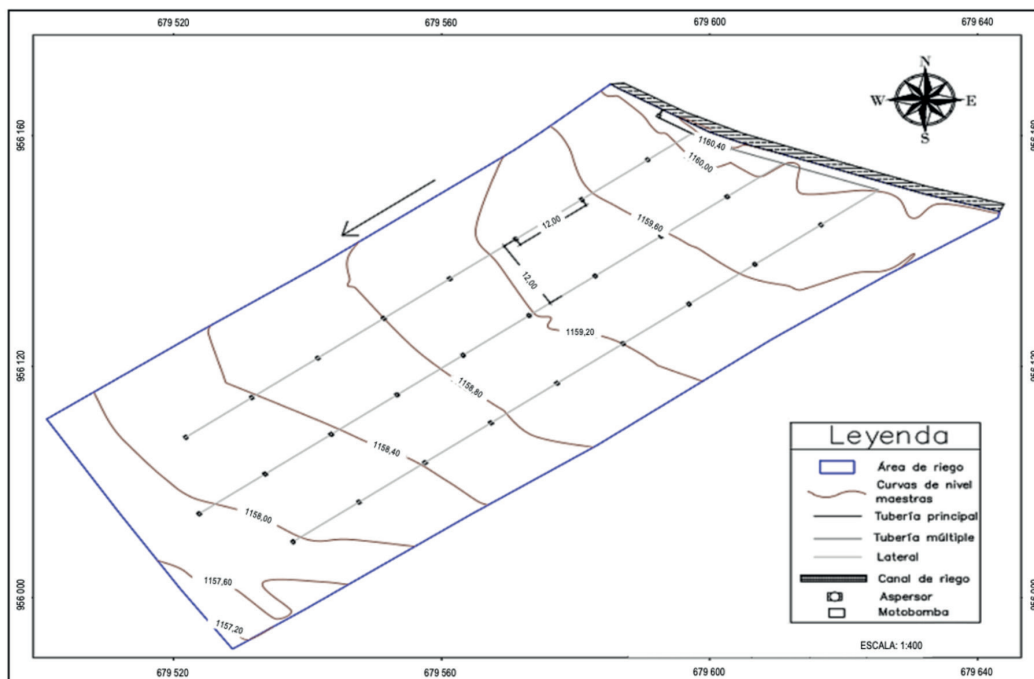 679 520
679 560
679 600
679 640
N
W
E
S
956 160
1160,40
1160,00
1159,60
12,00
12,00
1159,20
956 120
1158,80
1158,40
1158,00
1157,60
1157,20
956 000
Leyenda
Área de riego
Curvas de nivel
maestras
Tubería principal
Tubería múltiple
Lateral
Canal de riego
Aspersor
Motobomba
ESCALA: 1:400
679 520
679 560
679 600
679 640